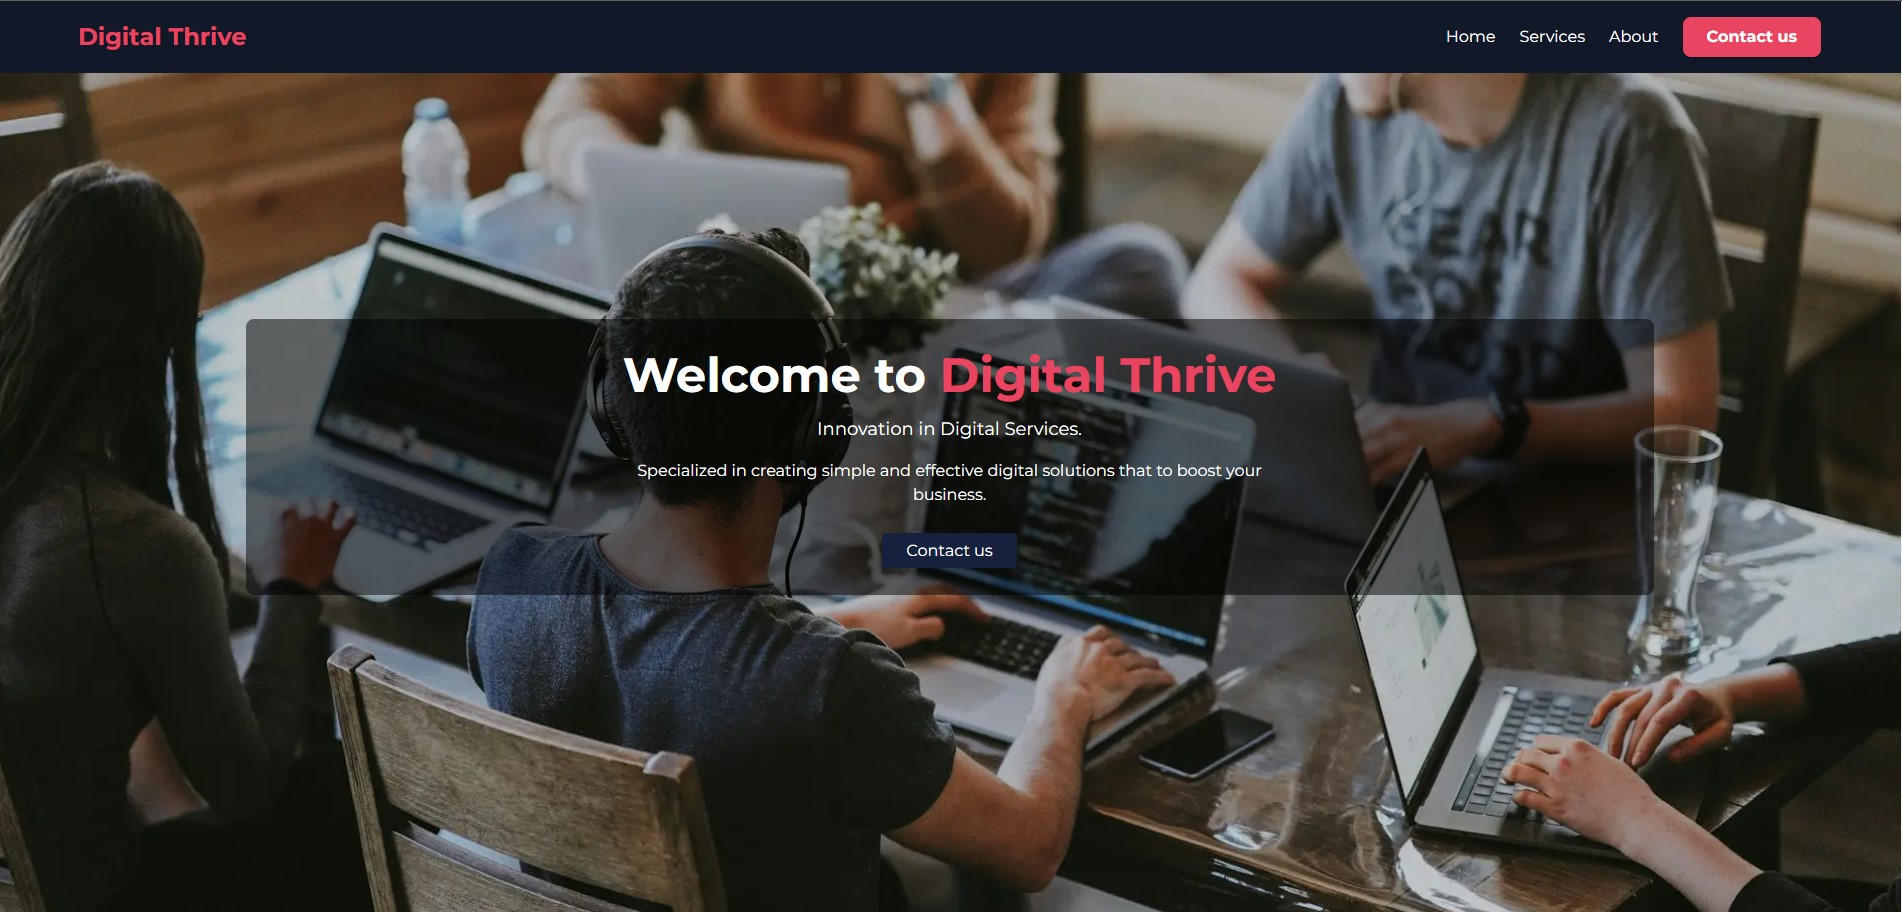 Digital Thrive
Home Services About Contact us
Welcome to Digital Thrive
Innovation in Digital Services.
Specialized in creating simple and effective digital solutions that to boost your
business.
Contact us